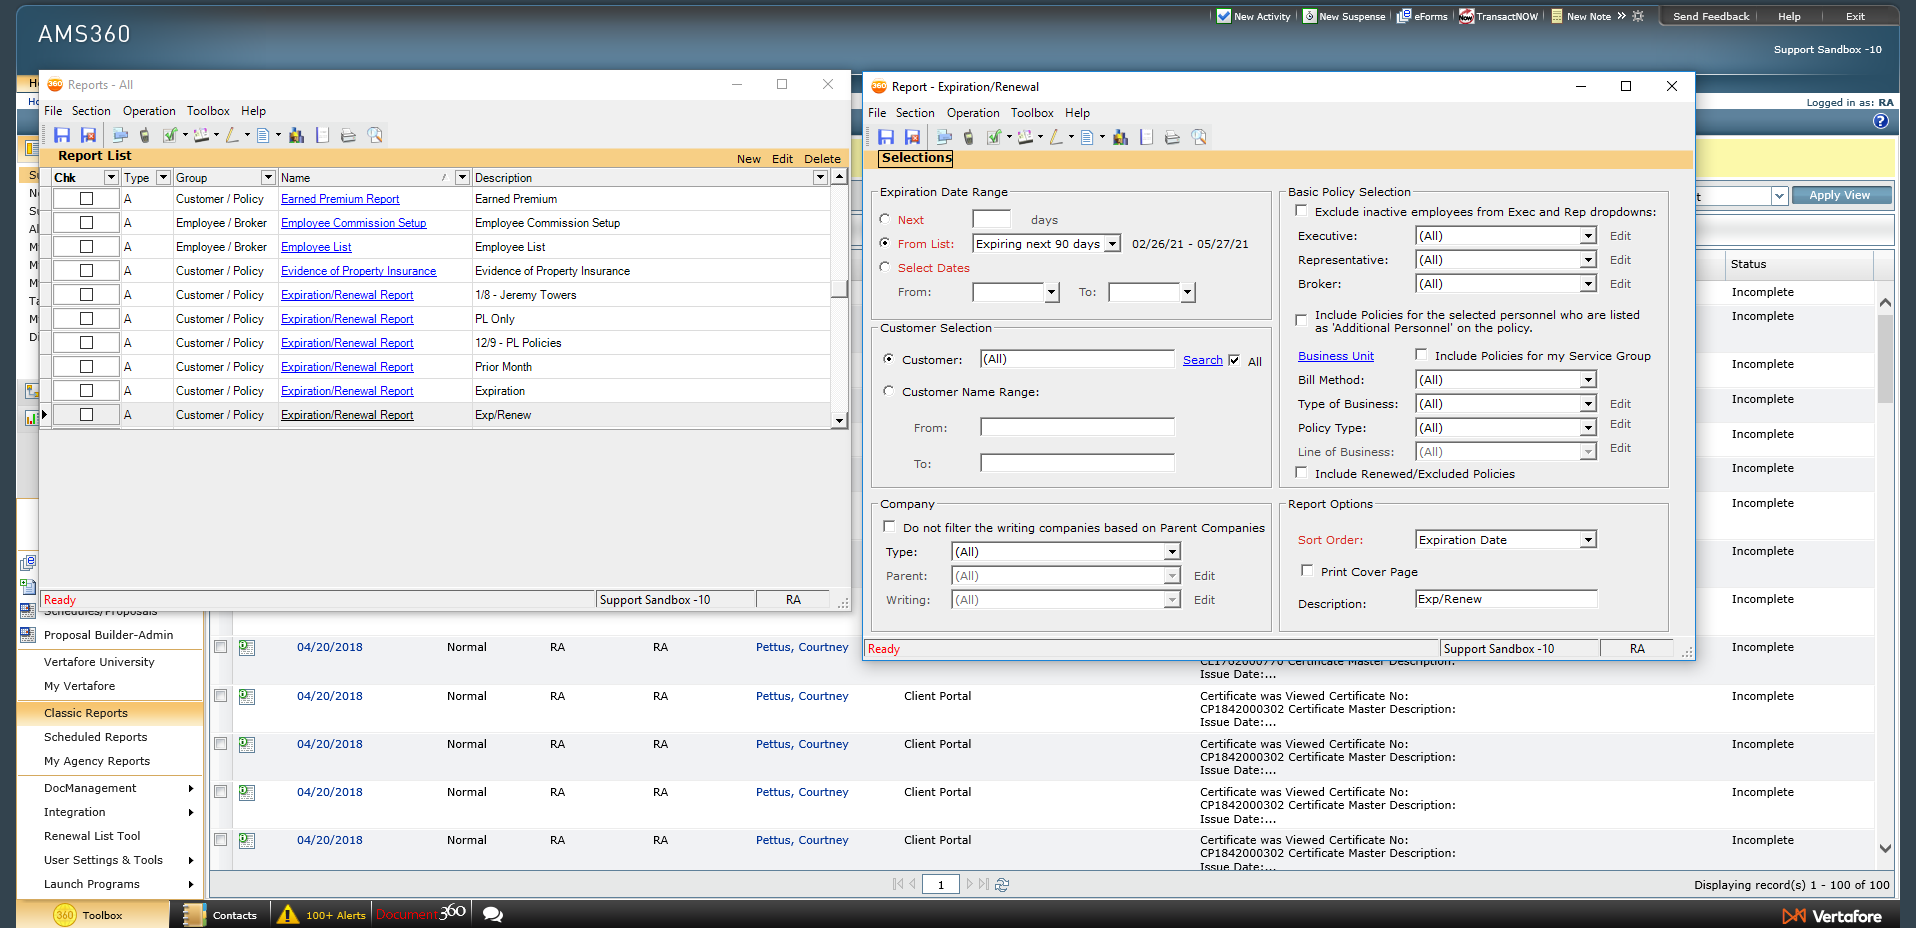 AMS360
New Activity
New Suspense
eForms
TransactNOW
New Note »
Send Feedback
Help
Exit
Support Sandbox -10
Logged in as: RA
Reports - All
File Section Operation Toolbox Help
Report List
New Edit Delete
Chk Type Group Name Description
A Customer / Policy Earned Premium Report Earned Premium
A Employee / Broker Employee Commission Setup Employee Commission Setup
A Employee / Broker Employee List Employee List
A Customer / Policy Evidence of Property Insurance Evidence of Property Insurance
A Customer / Policy Expiration/Renewal Report 1/8 - Jeremy Towers
A Customer / Policy Expiration/Renewal Report PL Only
A Customer / Policy Expiration/Renewal Report 12/9 - PL Policies
A Customer / Policy Expiration/Renewal Report Prior Month
A Customer / Policy Expiration/Renewal Report Expiration
A Customer / Policy Expiration/Renewal Report Exp/Renew
Ready Support Sandbox -10 RA
Report - Expiration/Renewal
File Section Operation Toolbox Help
Selections
Expiration Date Range
Next days
From List: Expiring next 90 days 02/26/21 - 05/27/21
Select Dates
From: To:
Customer Selection
Customer: (All) Search All
Customer Name Range:
From:
To:
Company
Do not filter the writing companies based on Parent Companies
Type: (All)
Parent: (All) Edit
Writing: (All) Edit
Basic Policy Selection
Exclude inactive employees from Exec and Rep dropdowns:
Executive: (All) Edit
Representative: (All) Edit
Broker: (All) Edit
Include Policies for the selected personnel who are listed
as 'Additional Personnel' on the policy.
Business Unit Include Policies for my Service Group
Bill Method: (All)
Type of Business: (All) Edit
Policy Type: (All) Edit
Line of Business: (All) Edit
Include Renewed/Excluded Policies
Report Options
Sort Order: Expiration Date
Print Cover Page
Description: Exp/Renew
Ready Support Sandbox -10 RA
Apply View
Status
Incomplete
Incomplete
Incomplete
Incomplete
Incomplete
Incomplete
Incomplete
Incomplete
Incomplete
Schedules/Proposals
Proposal Builder-Admin
Vertafore University
My Vertafore
Classic Reports
Scheduled Reports
My Agency Reports
DocManagement
Integration
Renewal List Tool
User Settings & Tools
Launch Programs
04/20/2018 Normal RA RA Pettus, Courtney Incomplete
CL1702000770 Certificate Master Description:
Issue Date:...
04/20/2018 Normal RA RA Pettus, Courtney Client Portal Certificate was Viewed Certificate No: Incomplete
CP1842000302 Certificate Master Description:
Issue Date:...
04/20/2018 Normal RA RA Pettus, Courtney Client Portal Certificate was Viewed Certificate No: Incomplete
CP1842000302 Certificate Master Description:
Issue Date:...
04/20/2018 Normal RA RA Pettus, Courtney Client Portal Certificate was Viewed Certificate No: Incomplete
CP1842000302 Certificate Master Description:
Issue Date:...
04/20/2018 Normal RA RA Pettus, Courtney Client Portal Certificate was Viewed Certificate No: Incomplete
CP1842000302 Certificate Master Description:
Issue Date:...
1
Displaying record(s) 1 - 100 of 100
360 Toolbox
Contacts
100+ Alerts
Document360
Vertafore